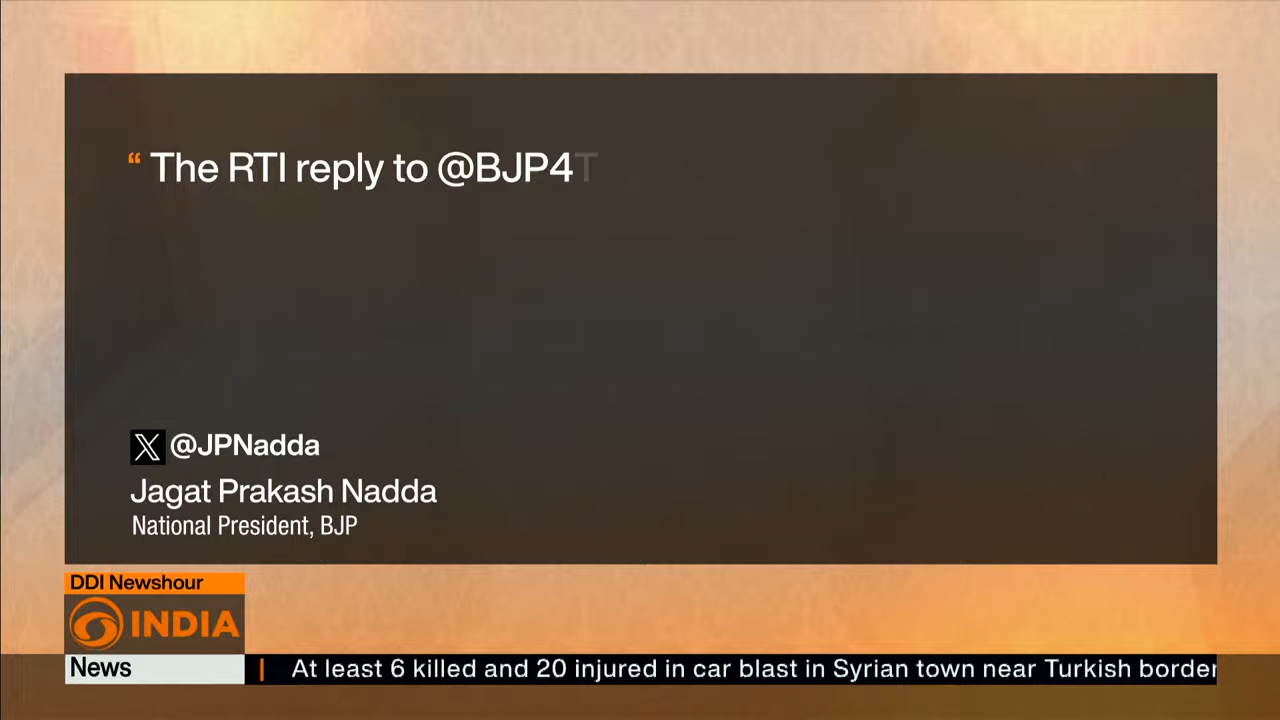 “ The RTI reply to @BJP4T
X @JPNadda
Jagat Prakash Nadda
National President, BJP
DDI Newshour
INDIA
News
| At least 6 killed and 20 injured in car blast in Syrian town near Turkish border